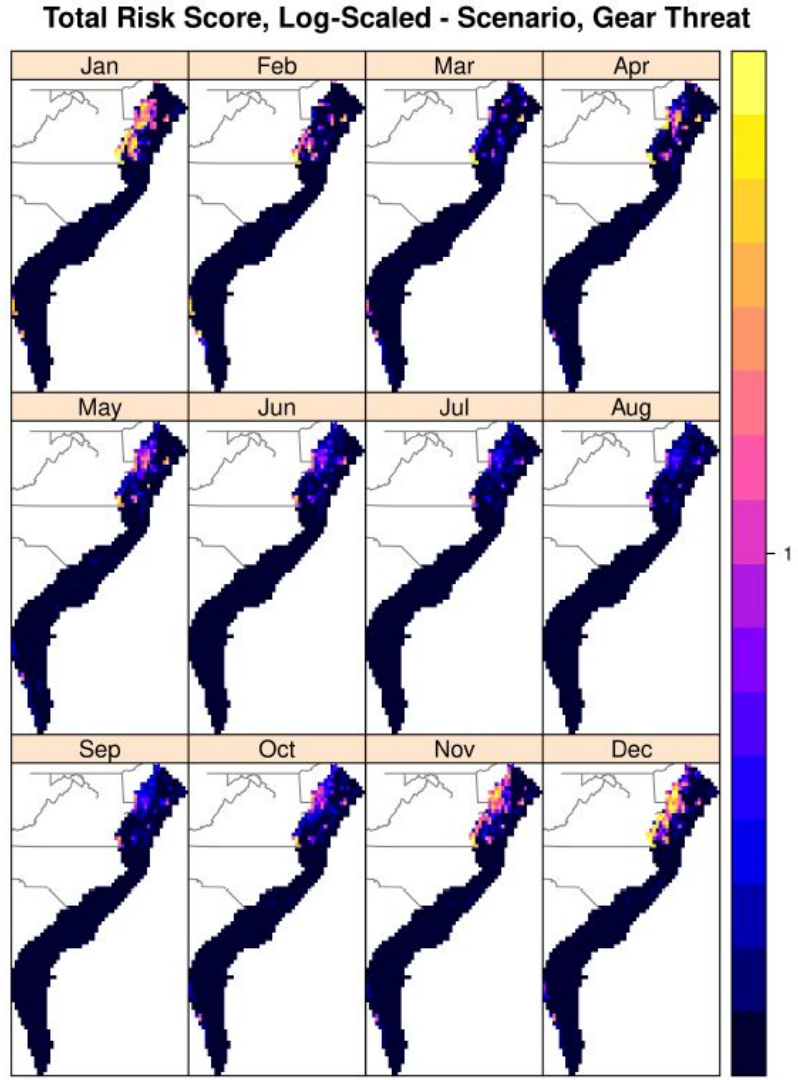 Total Risk Score, Log-Scaled - Scenario, Gear Threat
Jan Feb Mar Apr
1
May Jun Jul Aug
Sep Oct Nov Dec